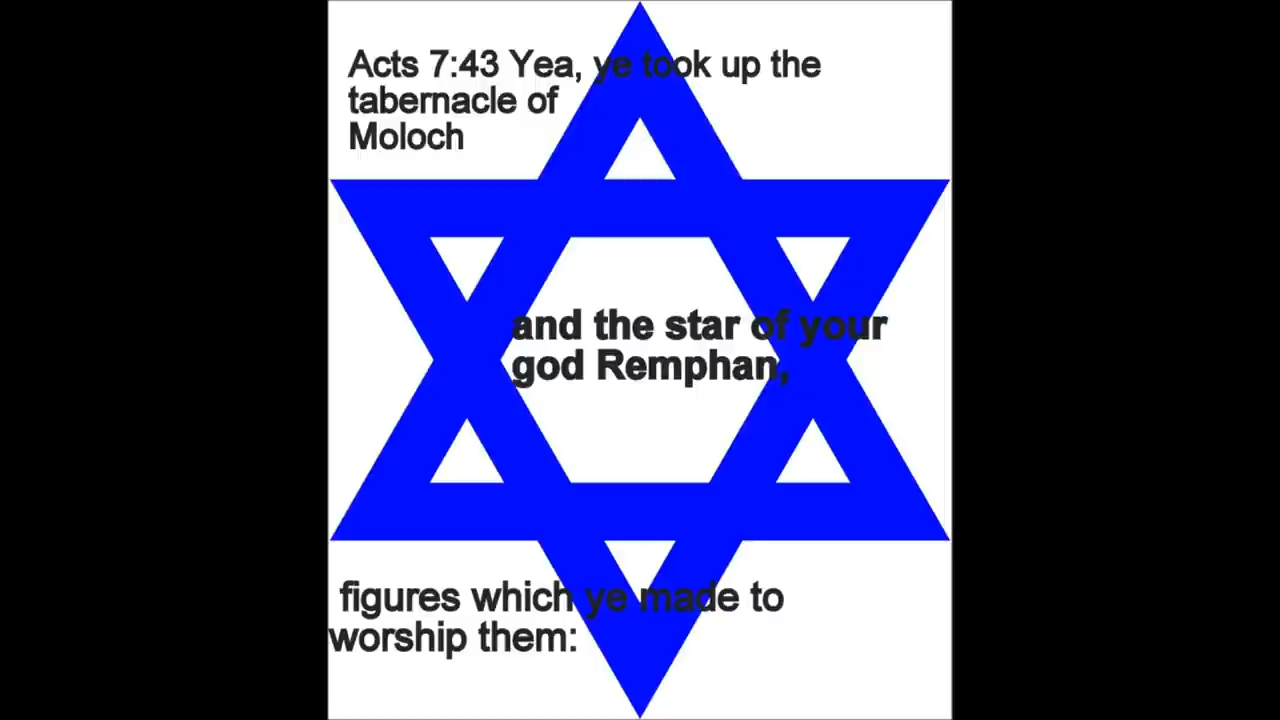 Acts 7:43 Yea, ye took up the
tabernacle of
Moloch
and the star of your
god Remphan,
figures which ye made to
worship them: